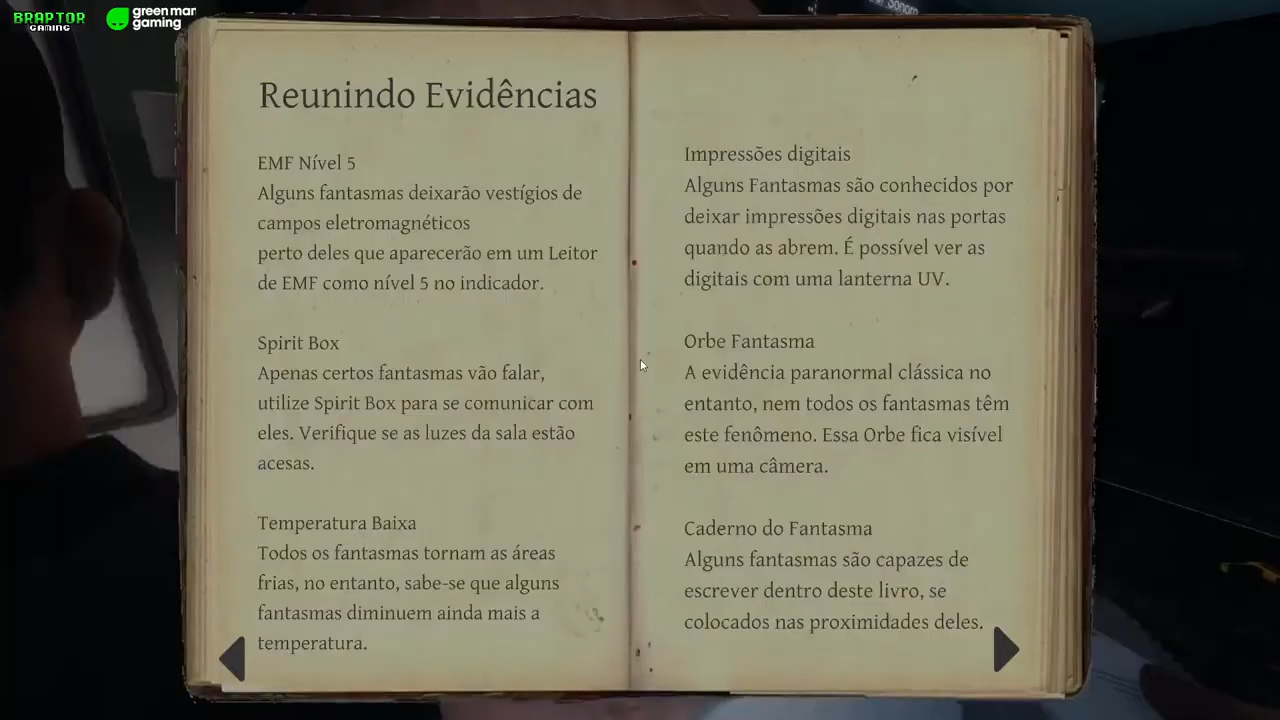 BRAPTOR
GAMING
green man
gaming
Reunindo Evidências
EMF Nível 5
Alguns fantasmas deixarão vestígios de
campos eletromagnéticos
perto deles que aparecerão em um Leitor
de EMF como nível 5 no indicador.
Spirit Box
Apenas certos fantasmas vão falar,
utilize Spirit Box para se comunicar com
eles. Verifique se as luzes da sala estão
acesas.
Temperatura Baixa
Todos os fantasmas tornam as áreas
frias, no entanto, sabe-se que alguns
fantasmas diminuem ainda mais a
temperatura.
Impressões digitais
Alguns Fantasmas são conhecidos por
deixar impressões digitais nas portas
quando as abrem. É possível ver as
digitais com uma lanterna UV.
Orbe Fantasma
A evidência paranormal clássica no
entanto, nem todos os fantasmas têm
este fenômeno. Essa Orbe fica visível
em uma câmera.
Caderno do Fantasma
Alguns fantasmas são capazes de
escrever dentro deste livro, se
colocados nas proximidades deles.